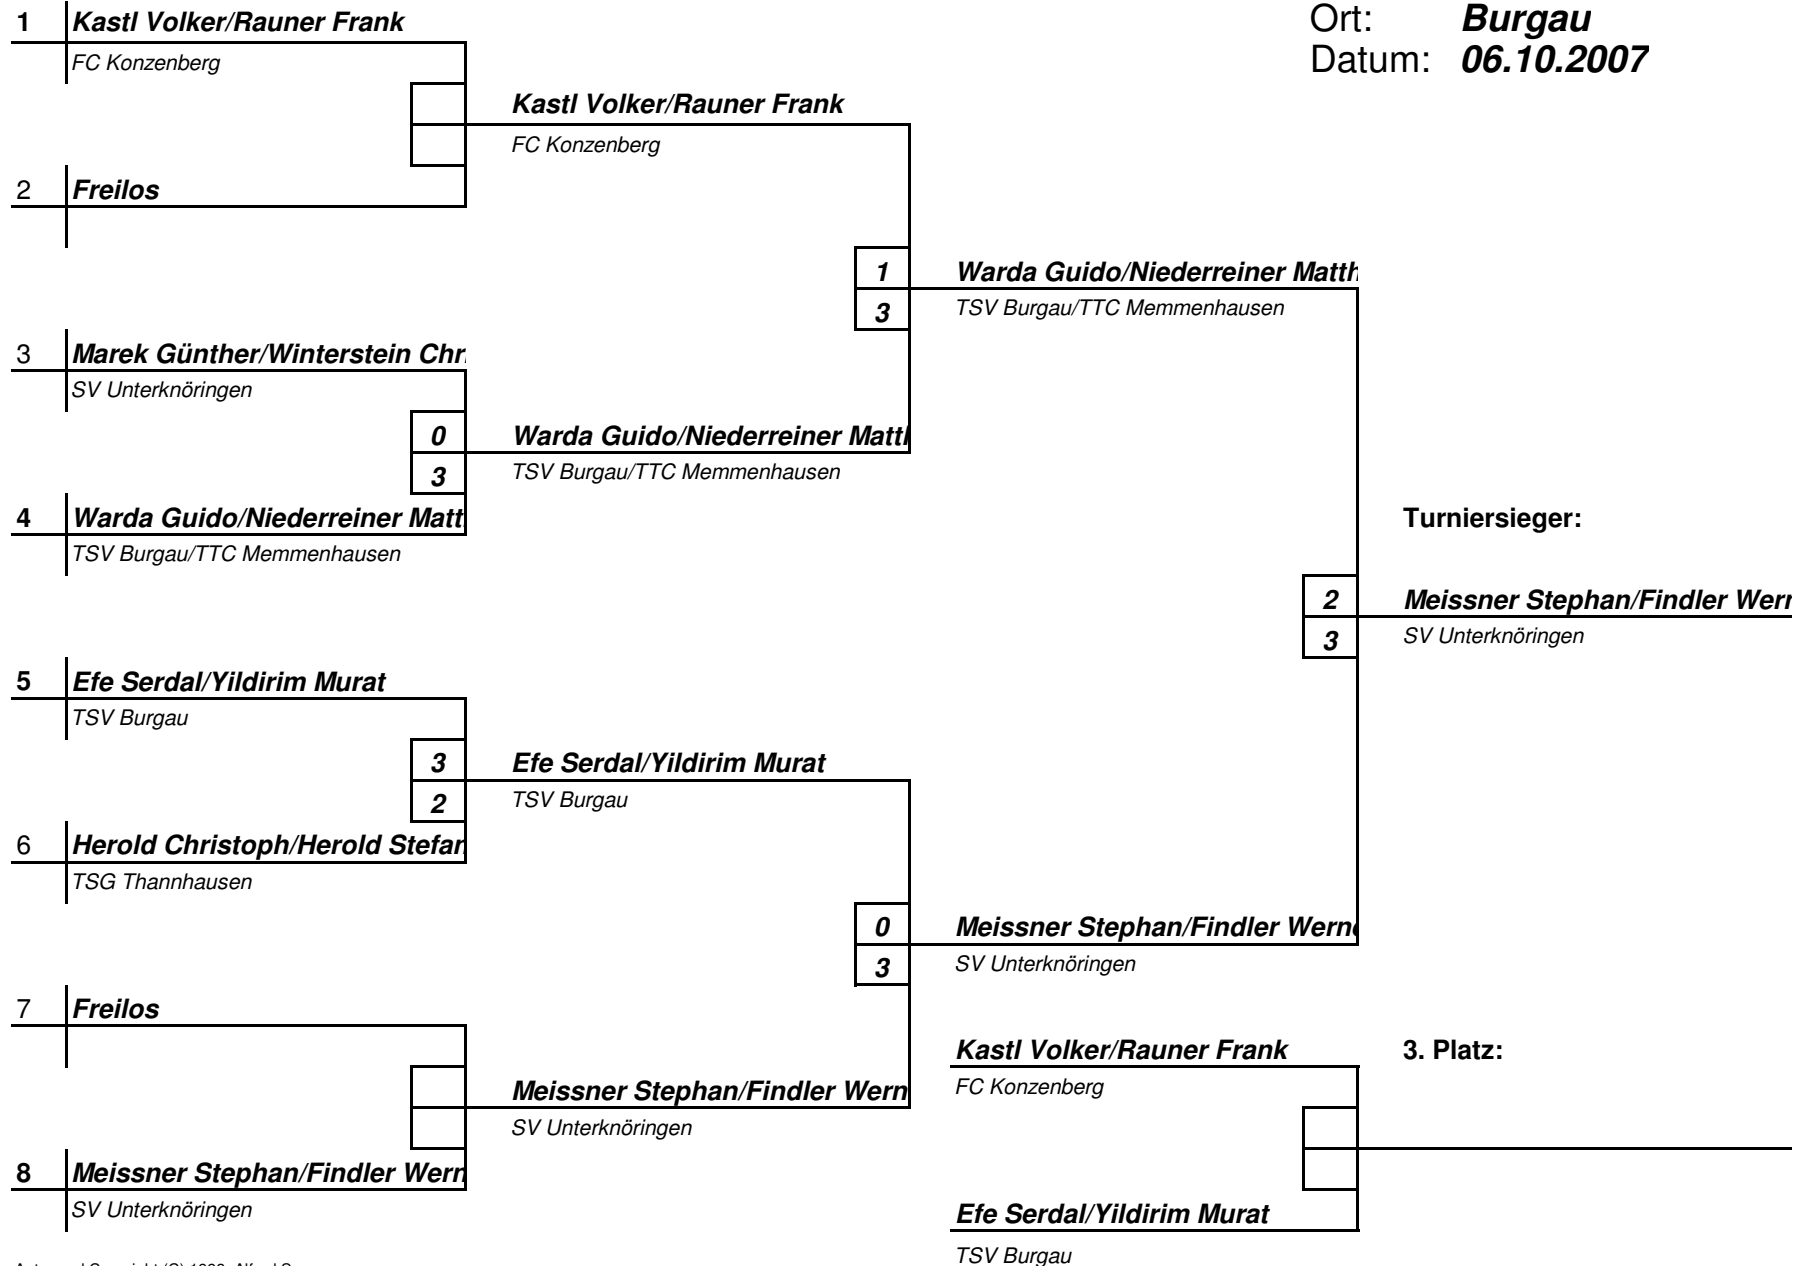 1 Kastl Volker/Rauner Frank
FC Konzenberg
Ort: Burgau
Datum: 06.10.2007
Kastl Volker/Rauner Frank
FC Konzenberg
2 Freilos
1 Warda Guido/Niederreiner Matth
3 TSV Burgau/TTC Memmenhausen
3 Marek Günther/Winterstein Chr
SV Unterknöringen
0 Warda Guido/Niederreiner Matt
3 TSV Burgau/TTC Memmenhausen
4 Warda Guido/Niederreiner Matt
TSV Burgau/TTC Memmenhausen
Turniersieger:
2 Meissner Stephan/Findler Wer
3 SV Unterknöringen
5 Efe Serdal/Yildirim Murat
TSV Burgau
3 Efe Serdal/Yildirim Murat
2 TSV Burgau
6 Herold Christoph/Herold Stefan
TSG Thannhausen
0 Meissner Stephan/Findler Wern
3 SV Unterknöringen
7 Freilos
Kastl Volker/Rauner Frank
FC Konzenberg
3. Platz:
Meissner Stephan/Findler Wern
SV Unterknöringen
8 Meissner Stephan/Findler Wern
SV Unterknöringen
Efe Serdal/Yildirim Murat
TSV Burgau